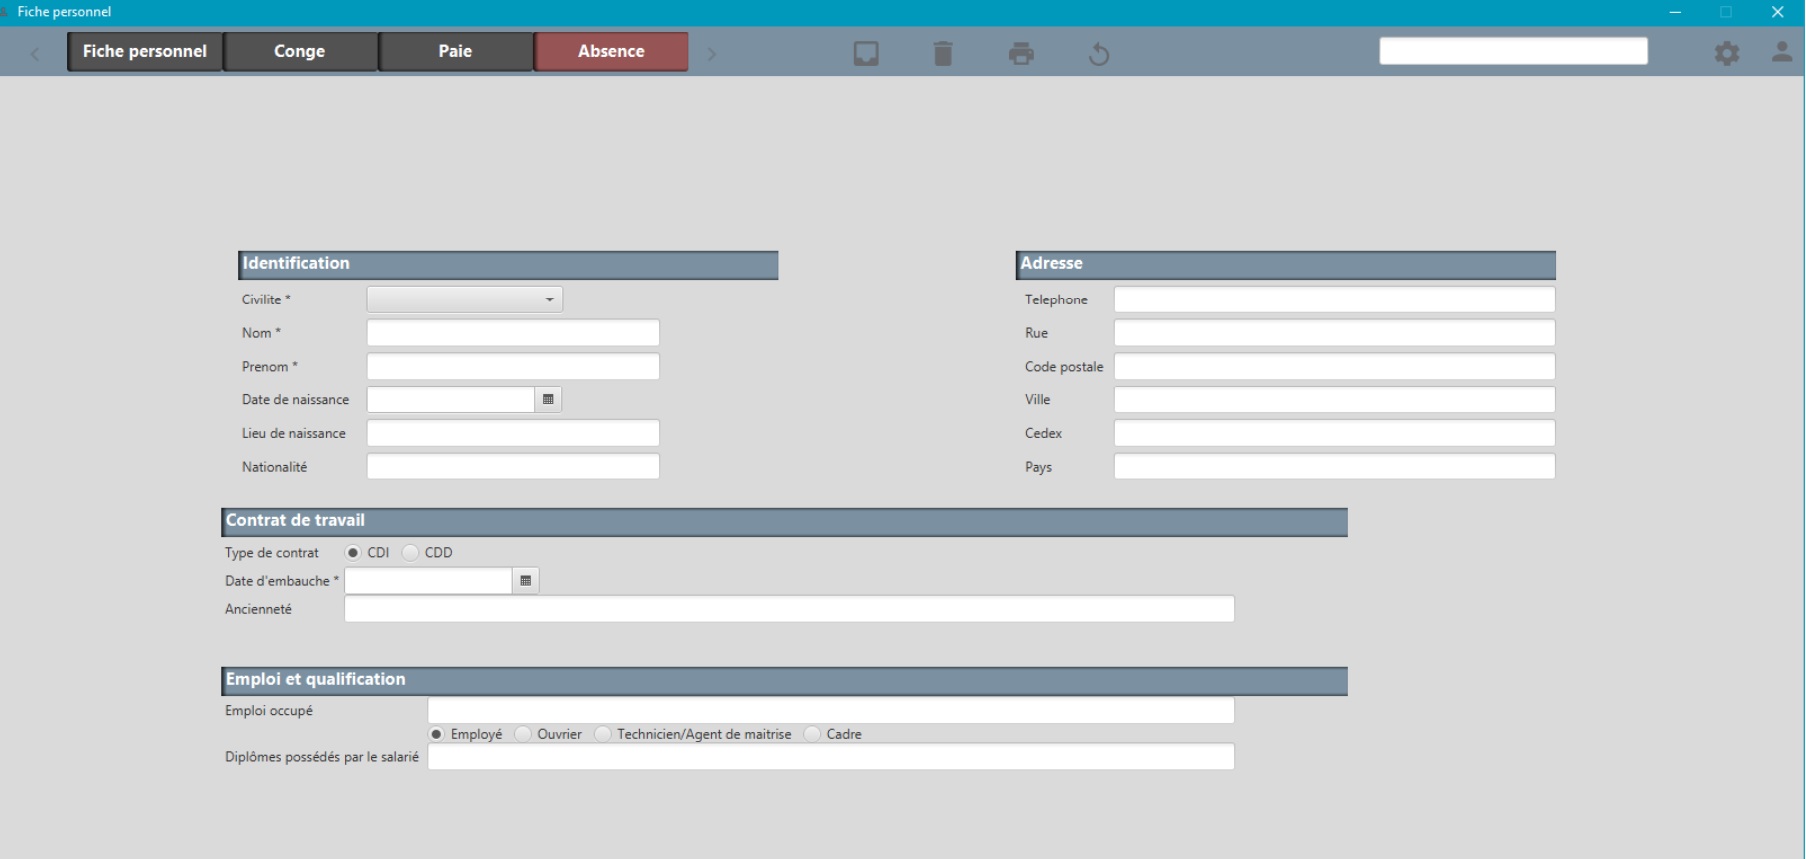 Fiche personnel
Fiche personnel Conge Paie Absence
Identification
Civilite *
Nom *
Prenom *
Date de naissance
Lieu de naissance
Nationalité
Adresse
Telephone
Rue
Code postale
Ville
Cedex
Pays
Contrat de travail
Type de contrat CDI CDD
Date d'embauche *
Ancienneté
Emploi et qualification
Emploi occupé
Employé Ouvrier Technicien/Agent de maitrise Cadre
Diplômes possédés par le salarié